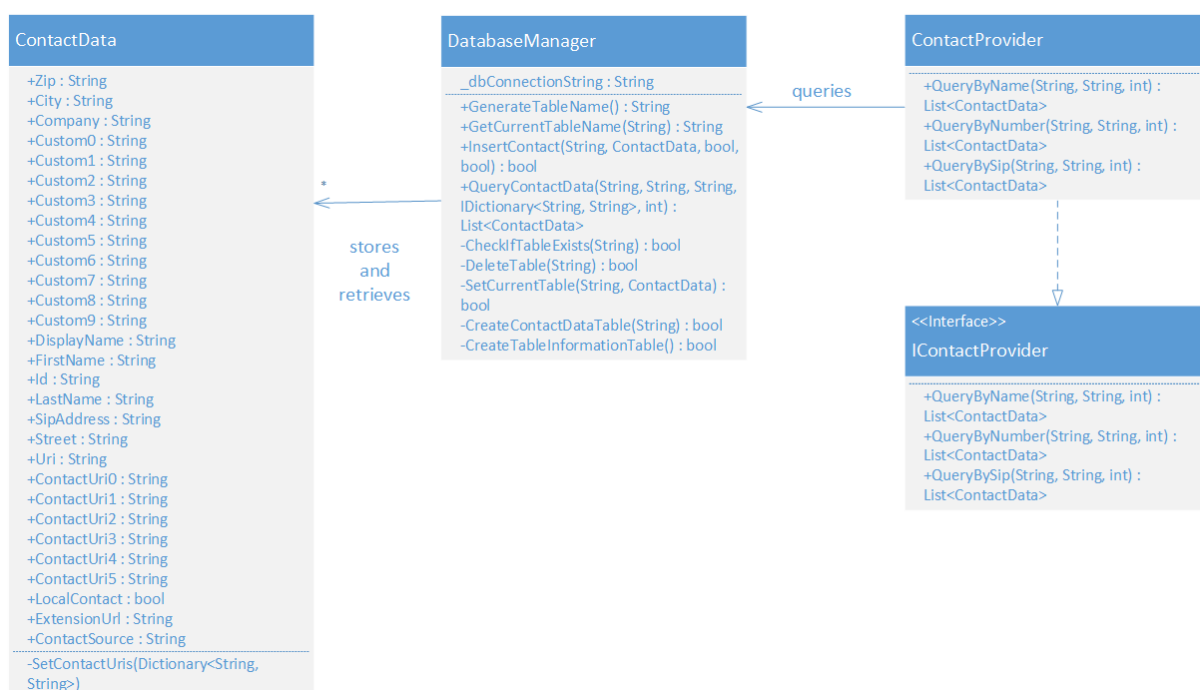 ContactData
+Zip : String
+City : String
+Company : String
+Custom0 : String
+Custom1 : String
+Custom2 : String
+Custom3 : String
+Custom4 : String
+Custom5 : String
+Custom6 : String
+Custom7 : String
+Custom8 : String
+Custom9 : String
+DisplayName : String
+FirstName : String
+Id : String
+LastName : String
+SipAddress : String
+Street : String
+Uri : String
+ContactUri0 : String
+ContactUri1 : String
+ContactUri2 : String
+ContactUri3 : String
+ContactUri4 : String
+ContactUri5 : String
+LocalContact : bool
+ExtensionUrl : String
+ContactSource : String
-SetContactUris(Dictionary<String,
String>)
*
stores
and
retrieves
DatabaseManager
_dbConnectionString : String
+GenerateTableName() : String
+GetCurrentTableName(String) : String
+InsertContact(String, ContactData, bool,
bool) : bool
+QueryContactData(String, String, String,
IDictionary<String, String>, int) :
List<ContactData>
-CheckIfTableExists(String) : bool
-DeleteTable(String) : bool
-SetCurrentTable(String, ContactData) :
bool
-CreateContactDataTable(String) : bool
-CreateTableInformationTable() : bool
queries
ContactProvider
+QueryByName(String, String, int) :
List<ContactData>
+QueryByNumber(String, String, int) :
List<ContactData>
+QueryBySip(String, String, int) :
List<ContactData>
<<Interface>>
IContactProvider
+QueryByName(String, String, int) :
List<ContactData>
+QueryByNumber(String, String, int) :
List<ContactData>
+QueryBySip(String, String, int) :
List<ContactData>